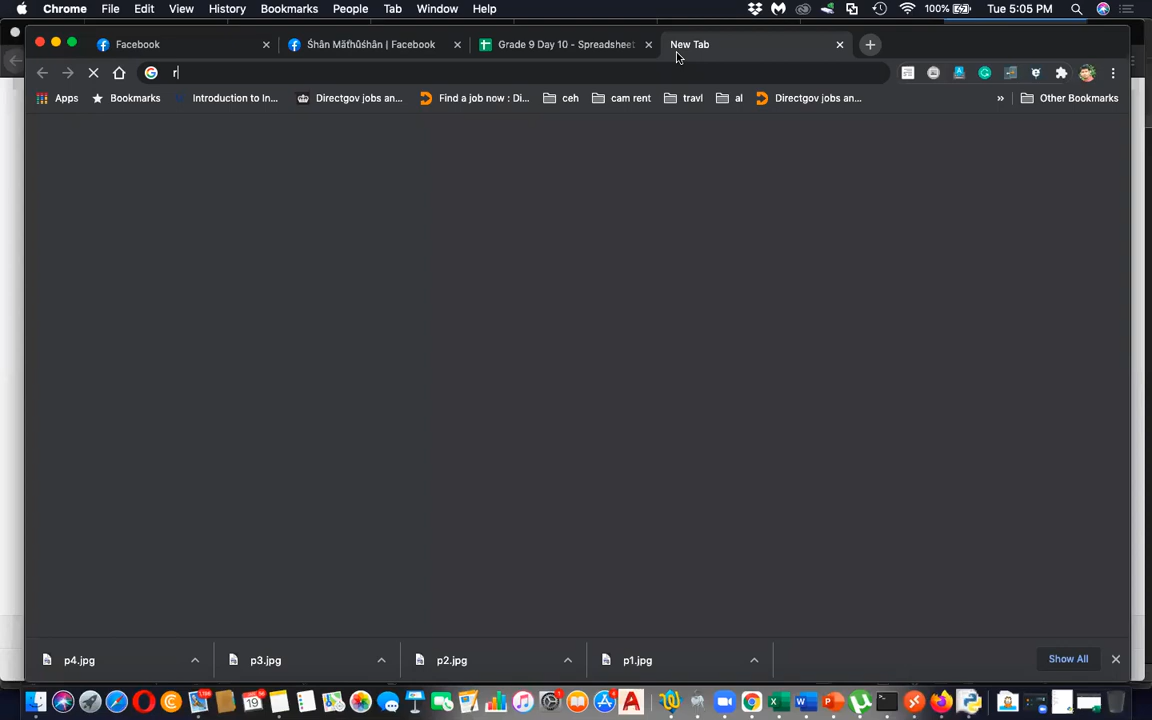 Chrome File Edit View History Bookmarks People Tab Window Help 100% Tue 5:05 PM
Facebook Śhân Măťhûśhân | Facebook Grade 9 Day 10 - Spreadsheet New Tab
r
Apps Bookmarks Introduction to In... Directgov jobs an... Find a job now : Di... ceh cam rent travl al Directgov jobs an... » Other Bookmarks
p4.jpg p3.jpg p2.jpg p1.jpg Show All